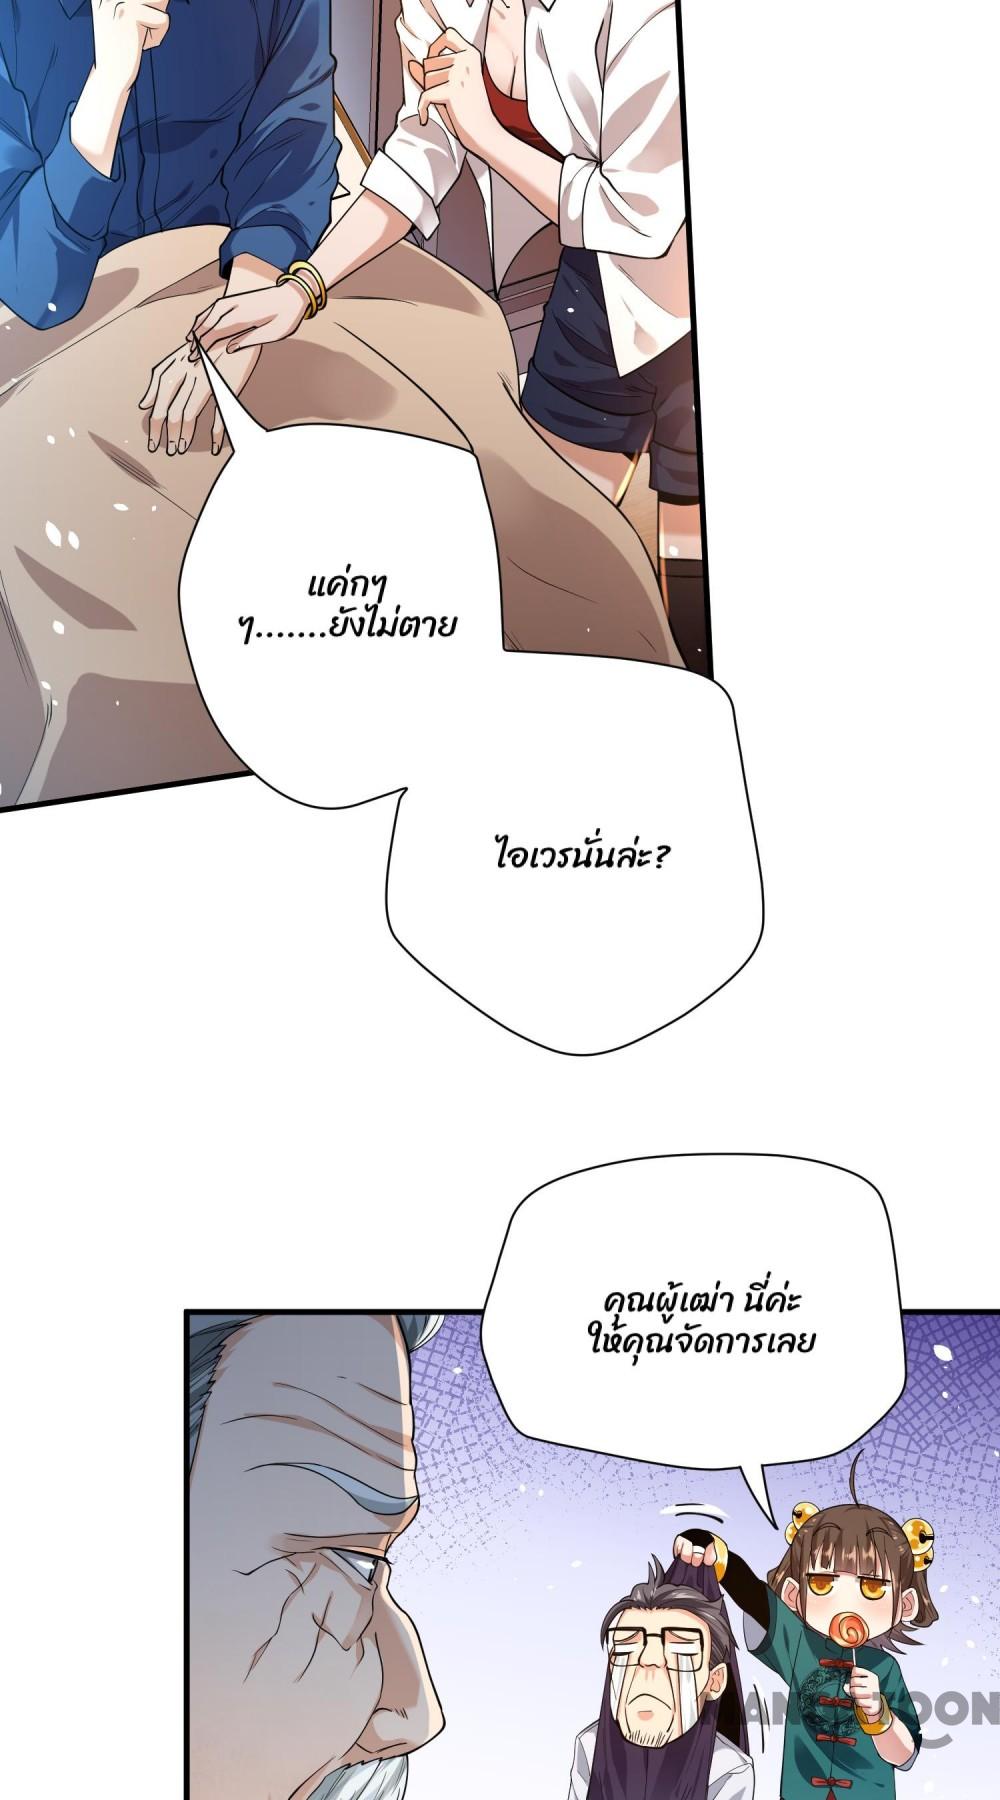 แค่กๆ
ๆ.......ยังไม่ตาย
ไอเวรนั่นล่ะ?
คุณผู้เฒ่า นี่ค่ะ
ให้คุณจัดการเลย
MANGATOON